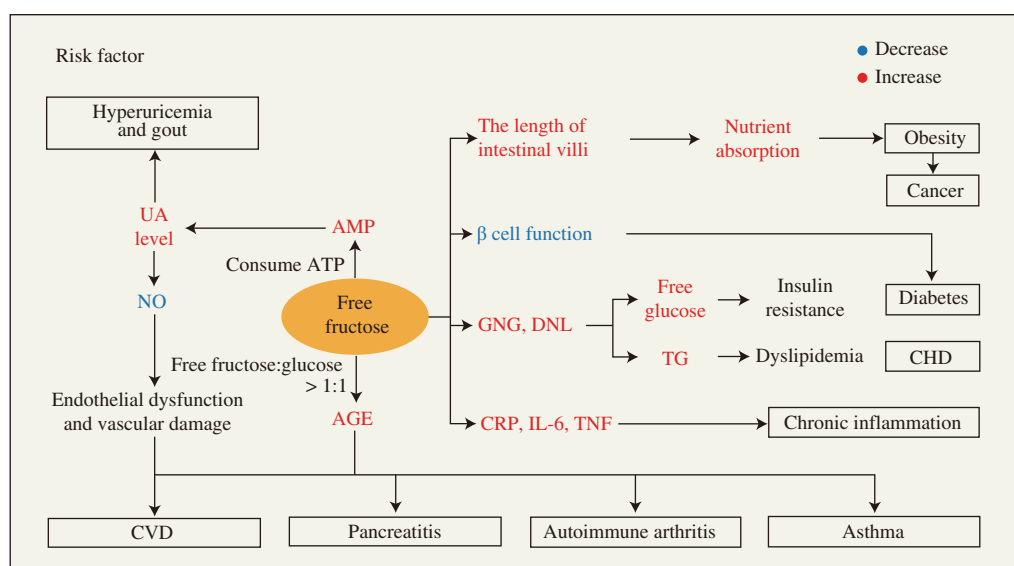 Risk factor
Decrease
Increase
Hyperuricemia
and gout
The length of
intestinal villi
Nutrient
absorption
Obesity
Cancer
UA
level
AMP
β cell function
Consume ATP
NO
Free
fructose
GNG, DNL
Free
glucose
Insulin
resistance
Diabetes
TG
Dyslipidemia
CHD
Free fructose:glucose
> 1:1
Endothelial dysfunction
and vascular damage
AGE
CRP, IL-6, TNF
Chronic inflammation
CVD
Pancreatitis
Autoimmune arthritis
Asthma